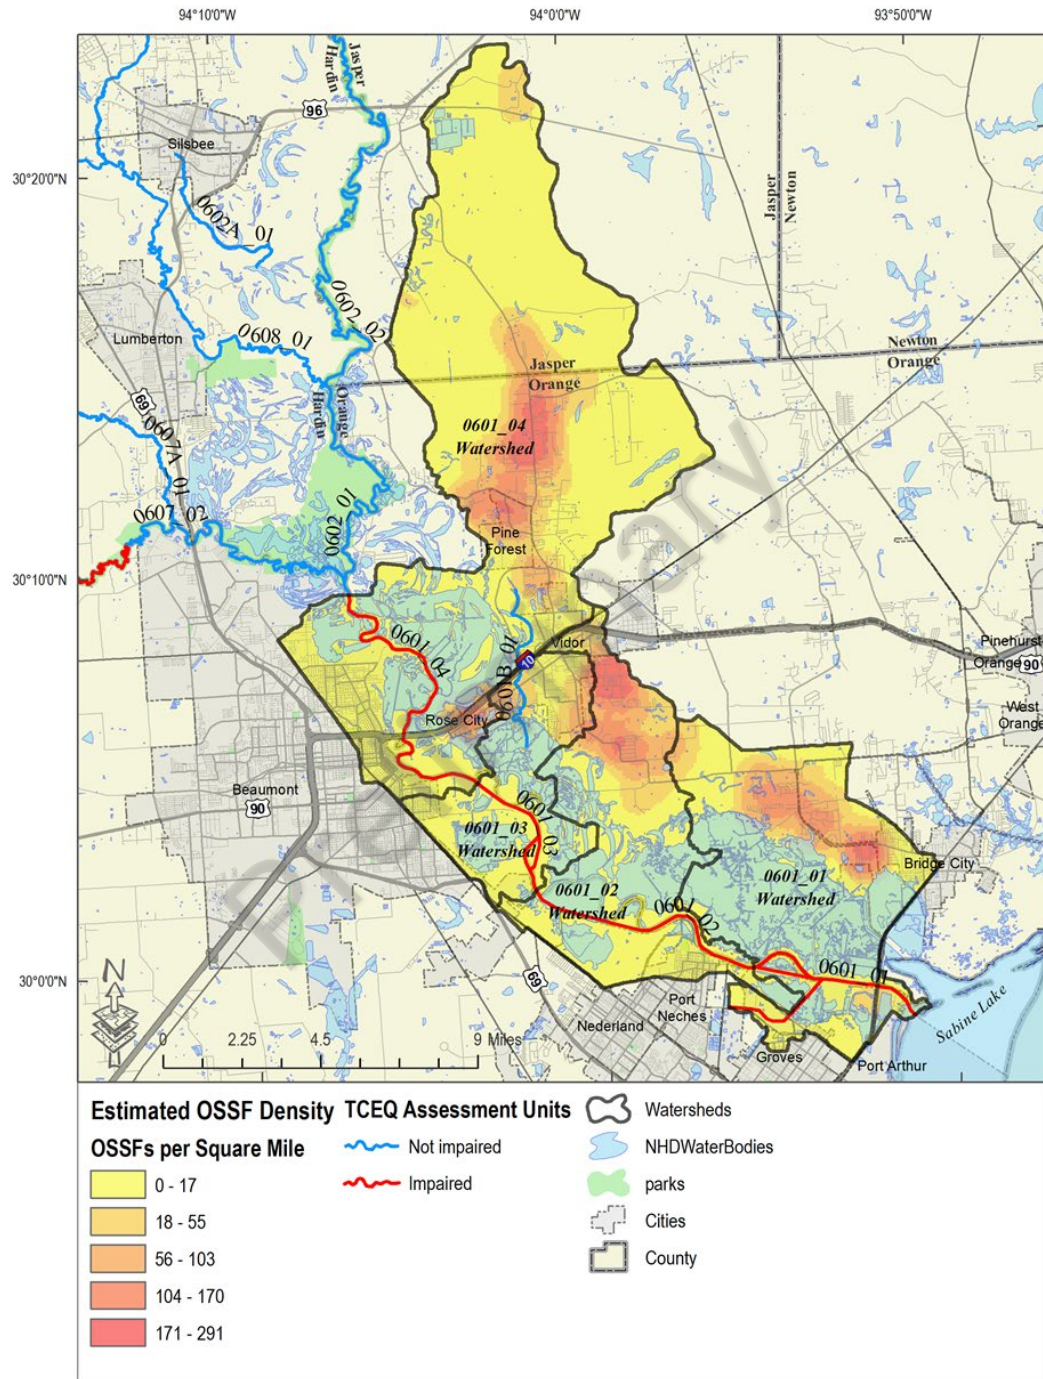 94°10'0"W
94°0'0"W
93°50'0"W
Jasper
Hardin
96
Silsbee
30°20'0"N
0602A_01
Jasper
Newton
0602_02
Lumberton
0608_01
Newton
Orange
Jasper
Orange
Orange
Hardin
69
0607A_01
0601_04
Watershed
0607_02
0602_01
Pine
Forest
30°10'0"N
0601_04
0601B_01
Vidor
10
Pinehurst
Orange
90
Rose City
West
Orange
Beaumont
90
0601_03
0601_03
Watershed
Bridge City
0601_02
Watershed
0601_01
Watershed
0601_02
30°0'0"N
0601_01
N
69
Port
Neches
Sabine Lake
Nederland
0 2.25 4.5 9 Miles
Groves
Port Arthur
Preliminary
Estimated OSSF Density
OSSFs per Square Mile
0 - 17
18 - 55
56 - 103
104 - 170
171 - 291
TCEQ Assessment Units
Not impaired
Impaired
Watersheds
NHDWaterBodies
parks
Cities
County